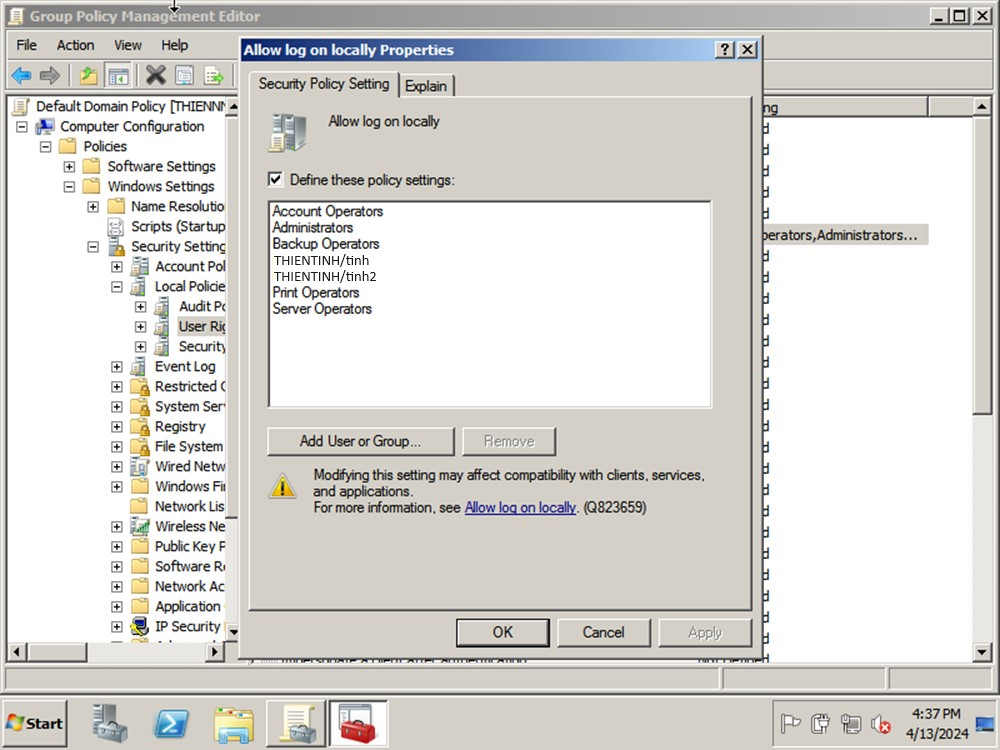 Group Policy Management Editor
File Action View Help
Allow log on locally Properties
Security Policy Setting Explain
Default Domain Policy [THIENN
Computer Configuration
Policies
Software Settings
Windows Settings
Name Resolutio
Scripts (Startup
Security Setting
Account Pol
Local Policie
Audit Po
User Rig
Security
Event Log
Restricted G
System Ser
Registry
File System
Wired Netw
Windows Fi
Network Lis
Wireless Ne
Public Key P
Software Re
Network Ac
Application
IP Security
Allow log on locally
Define these policy settings:
Account Operators
Administrators
Backup Operators
THIENTINH/tinh
THIENTINH/tinh2
Print Operators
Server Operators
Add User or Group... Remove
Modifying this setting may affect compatibility with clients, services,
and applications.
For more information, see Allow log on locally. (Q823659)
OK Cancel Apply
ng
perators,Administrators...
Start
4:37 PM
4/13/2024